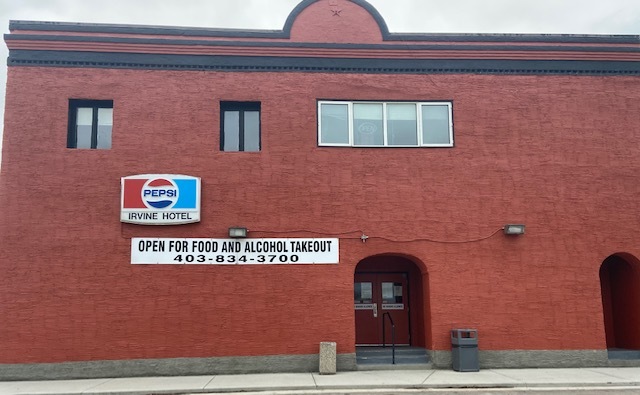 PEPSI
IRVINE HOTEL
OPEN FOR FOOD AND ALCOHOL TAKEOUT
403-834-3700